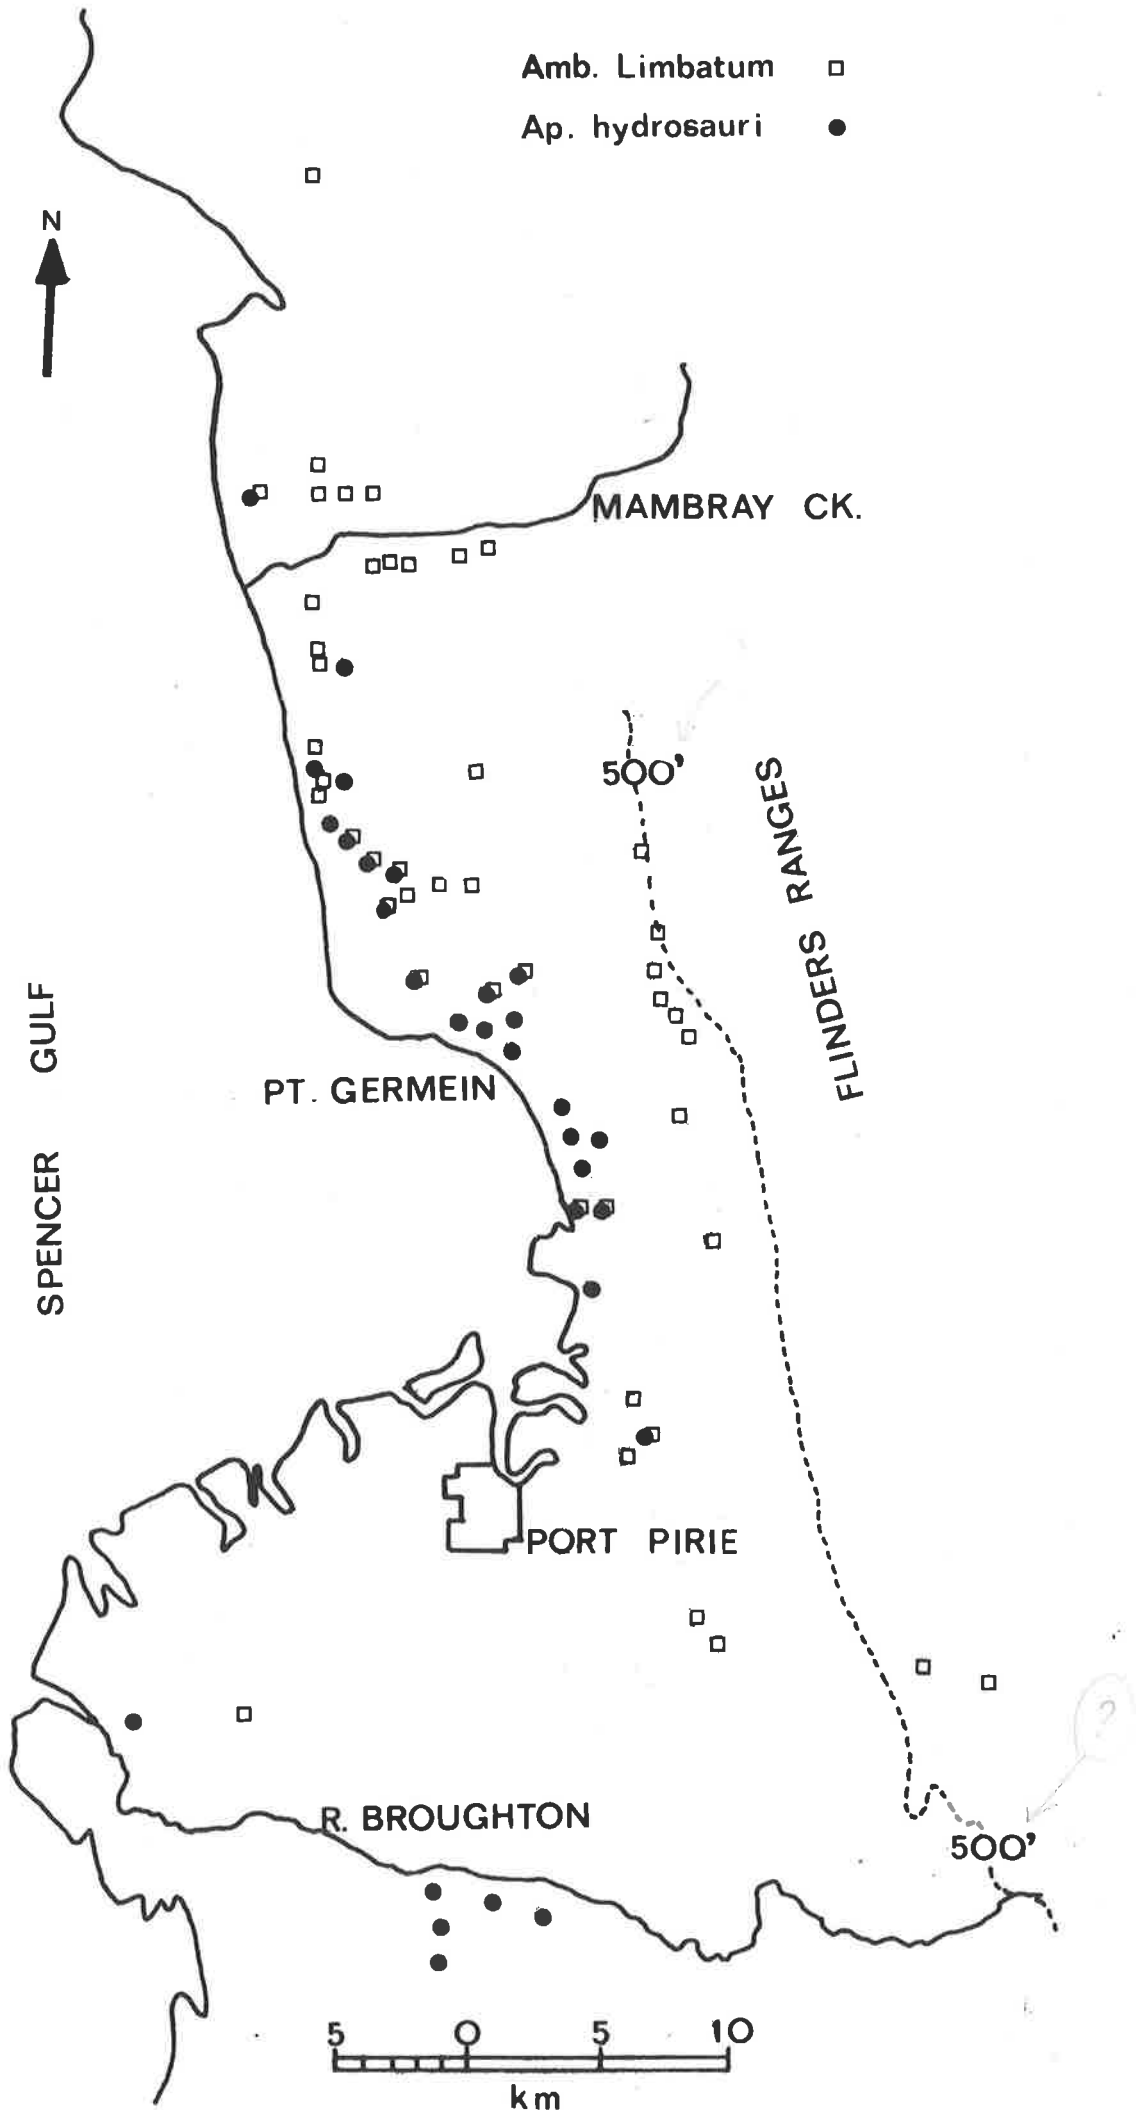 Amb. Limbatum
Ap. hydrosauri
N
MAMBRAY CK.
500'
FLINDERS RANGES
SPENCER GULF
PT. GERMEIN
PORT PIRIE
?
R. BROUGHTON
500'
5 0 5 10
km